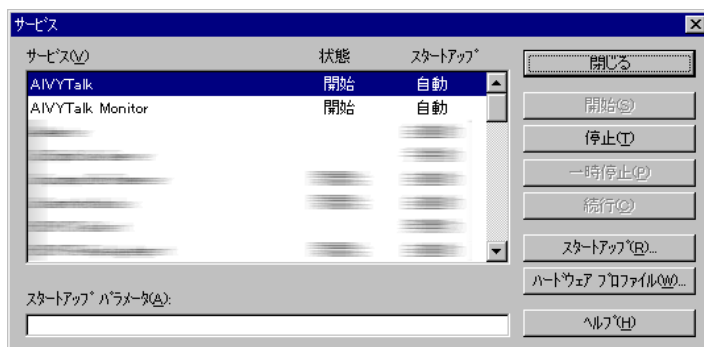 サービス
サービス(V) 状態 スタートアップ
AIVYTalk 開始 自動
AIVYTalk Monitor 開始 自動
スタートアップ パラメータ(A):
閉じる
開始(S)
停止(T)
一時停止(P)
続行(C)
スタートアップ(R)...
ハードウェア プロファイル(W)...
ヘルプ(H)